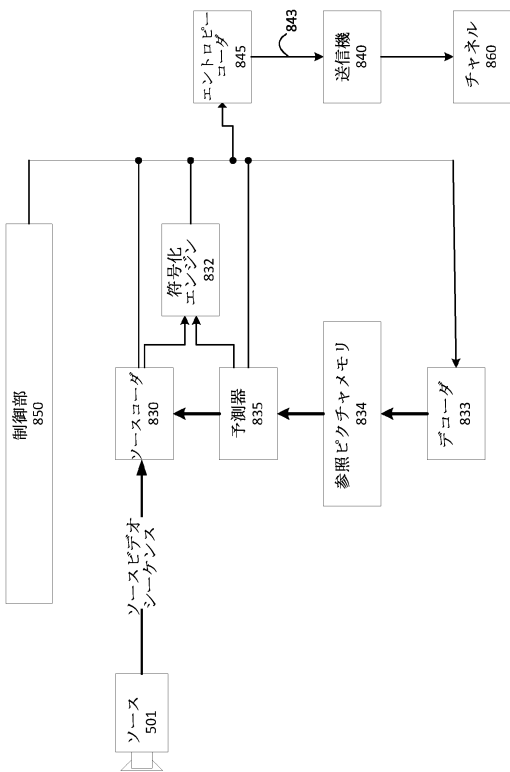 制御部
850
ソース
501
ソースビデオ
シーケンス
ソースコーダ
830
符号化
エンジン
832
予測器
835
参照ピクチャメモリ
834
デコーダ
833
エントロピー
コーダ
845
843
送信機
840
チャネル
860